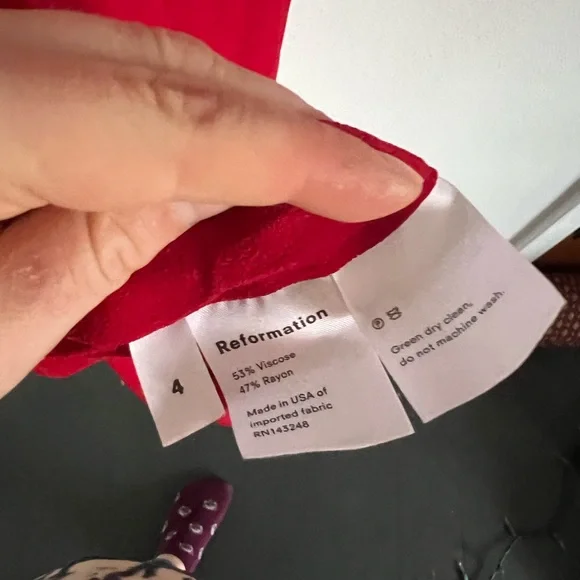 4
Reformation
53% Viscose
47% Rayon
Made in USA of
imported fabric
RN143248
Green dry clean,
do not machine wash.